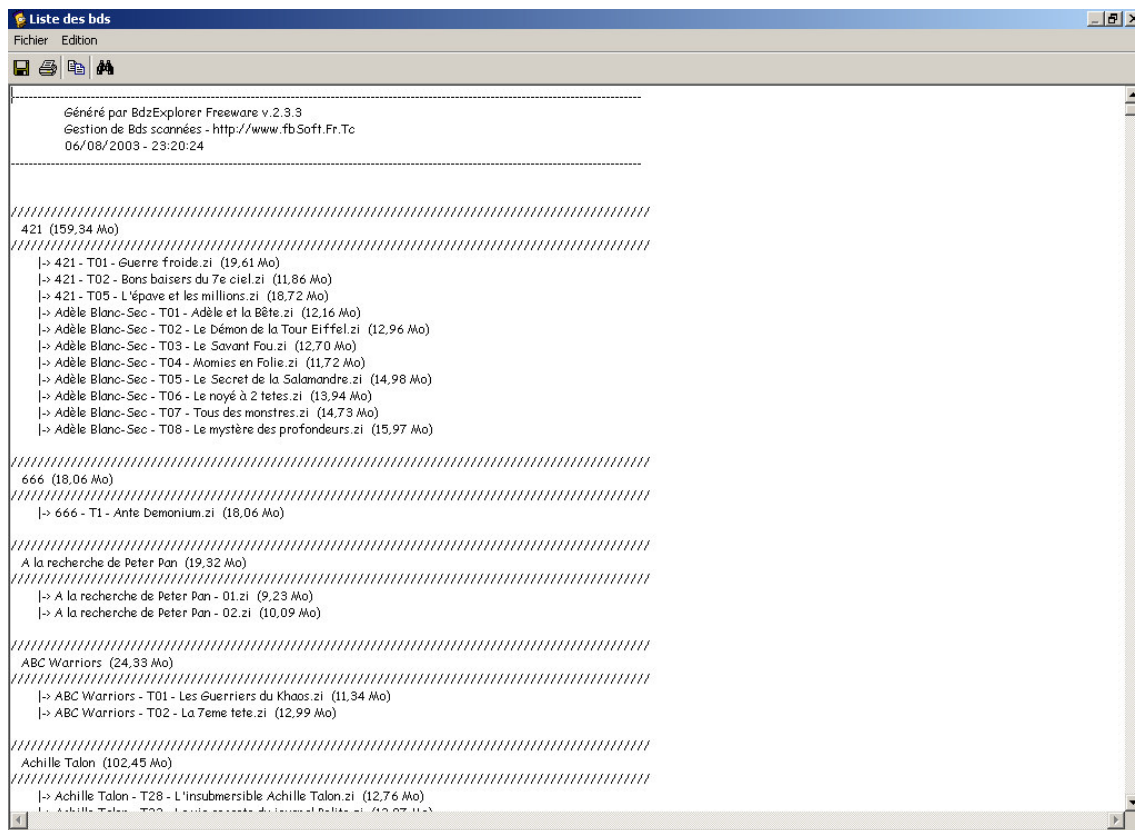 Liste des bds
Fichier Edition
--------------------------------------------------------------------------------
Généré par BdzExplorer Freeware v.2.3.3
Gestion de Bds scannées - http://www.fbSoft.Fr.Tc
06/08/2003 - 23:20:24
--------------------------------------------------------------------------------
////////////////////////////////////////////////////////////////////////////////
421 (159,34 Mo)
////////////////////////////////////////////////////////////////////////////////
|-> 421 - T01 - Guerre froide.zi (19,61 Mo)
|-> 421 - T02 - Bons baisers du 7e ciel.zi (11,86 Mo)
|-> 421 - T05 - L'épave et les millions.zi (18,72 Mo)
|-> Adèle Blanc-Sec - T01 - Adèle et la Bête.zi (12,16 Mo)
|-> Adèle Blanc-Sec - T02 - Le Démon de la Tour Eiffel.zi (12,96 Mo)
|-> Adèle Blanc-Sec - T03 - Le Savant Fou.zi (12,70 Mo)
|-> Adèle Blanc-Sec - T04 - Momies en Folie.zi (11,72 Mo)
|-> Adèle Blanc-Sec - T05 - Le Secret de la Salamandre.zi (14,98 Mo)
|-> Adèle Blanc-Sec - T06 - Le noyé à 2 tetes.zi (13,94 Mo)
|-> Adèle Blanc-Sec - T07 - Tous des monstres.zi (14,73 Mo)
|-> Adèle Blanc-Sec - T08 - Le mystère des profondeurs.zi (15,97 Mo)
////////////////////////////////////////////////////////////////////////////////
666 (18,06 Mo)
////////////////////////////////////////////////////////////////////////////////
|-> 666 - T1 - Ante Demonium.zi (18,06 Mo)
////////////////////////////////////////////////////////////////////////////////
A la recherche de Peter Pan (19,32 Mo)
////////////////////////////////////////////////////////////////////////////////
|-> A la recherche de Peter Pan - 01.zi (9,23 Mo)
|-> A la recherche de Peter Pan - 02.zi (10,09 Mo)
////////////////////////////////////////////////////////////////////////////////
ABC Warriors (24,33 Mo)
////////////////////////////////////////////////////////////////////////////////
|-> ABC Warriors - T01 - Les Guerriers du Khaos.zi (11,34 Mo)
|-> ABC Warriors - T02 - La 7eme tete.zi (12,99 Mo)
////////////////////////////////////////////////////////////////////////////////
Achille Talon (102,45 Mo)
////////////////////////////////////////////////////////////////////////////////
|-> Achille Talon - T28 - L'insubmersible Achille Talon.zi (12,76 Mo)